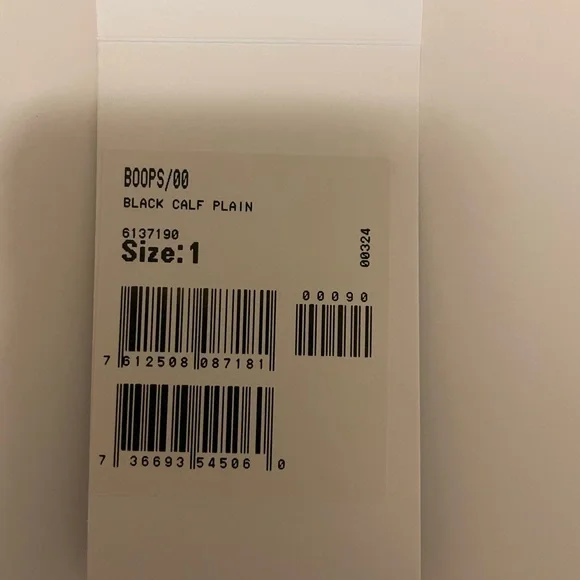 BOOPS/00
BLACK CALF PLAIN
6137190
Size:1
00324
00090
7 612508 087181
7 36693 54506 0